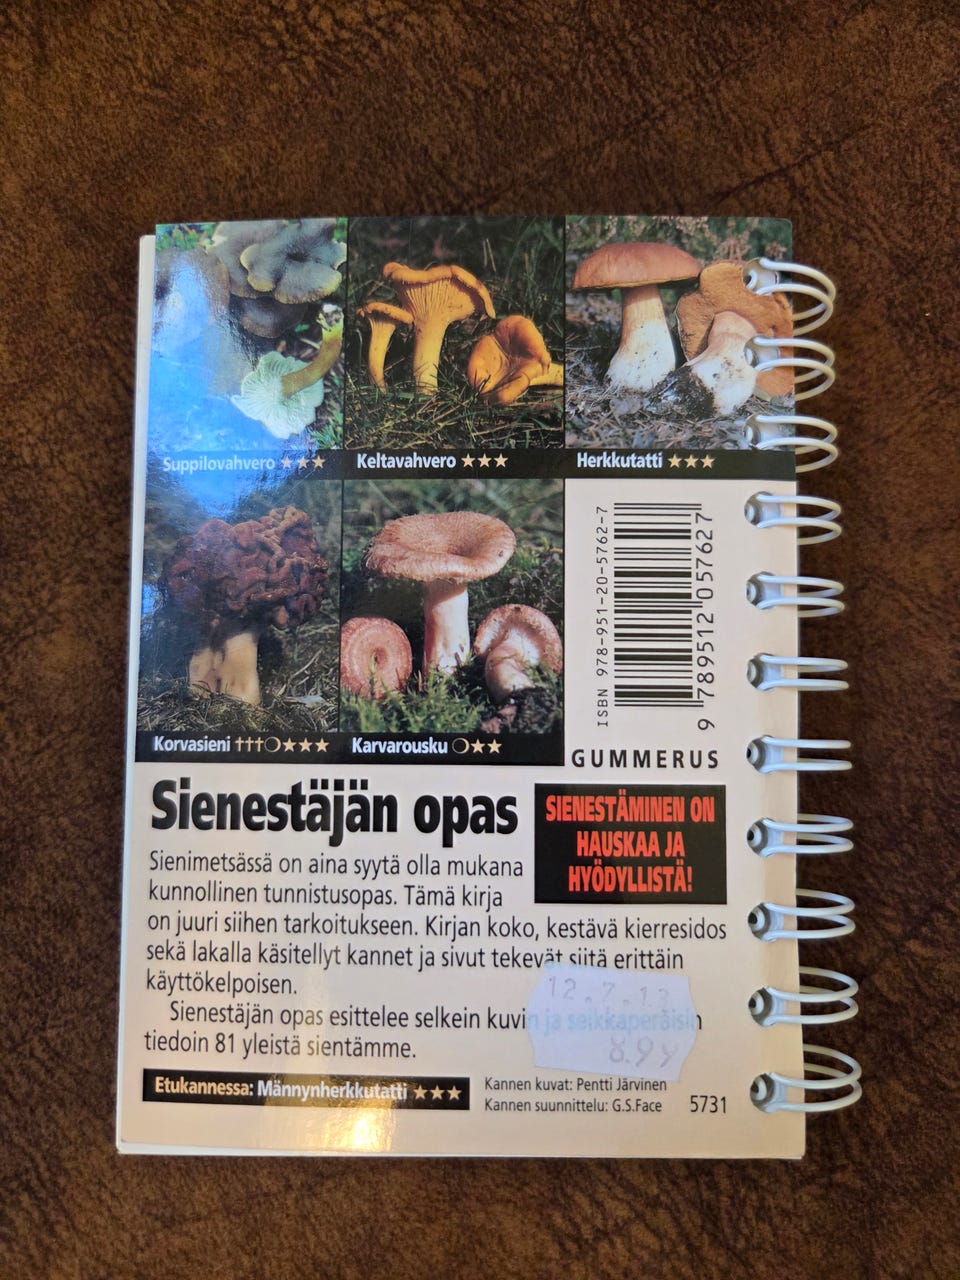 Suppilovahvero ★★★
Keltavahvero ★★★
Herkkutatti ★★★
Korvasieni †††❍★★★
Karvarousku ❍★★
ISBN 978-951-20-5762-7
9 789512 057627
GUMMERUS
Sienestäjän opas
SIENESTÄMINEN ON
HAUSKAA JA
HYÖDYLLISTÄ!
Sienimetsässä on aina syytä olla mukana
kunnollinen tunnistusopas. Tämä kirja
on juuri siihen tarkoitukseen. Kirjan koko, kestävä kierresidos
sekä lakalla käsitellyt kannet ja sivut tekevät siitä erittäin
käyttökelpoisen.
Sienestäjän opas esittelee selkein kuvin ja seikkaperäisin
tiedoin 81 yleistä sientämme.
12.7.13
8.99
Etukannessa: Männynherkkutatti ★★★
Kannen kuvat: Pentti Järvinen
Kannen suunnittelu: G.S.Face
5731